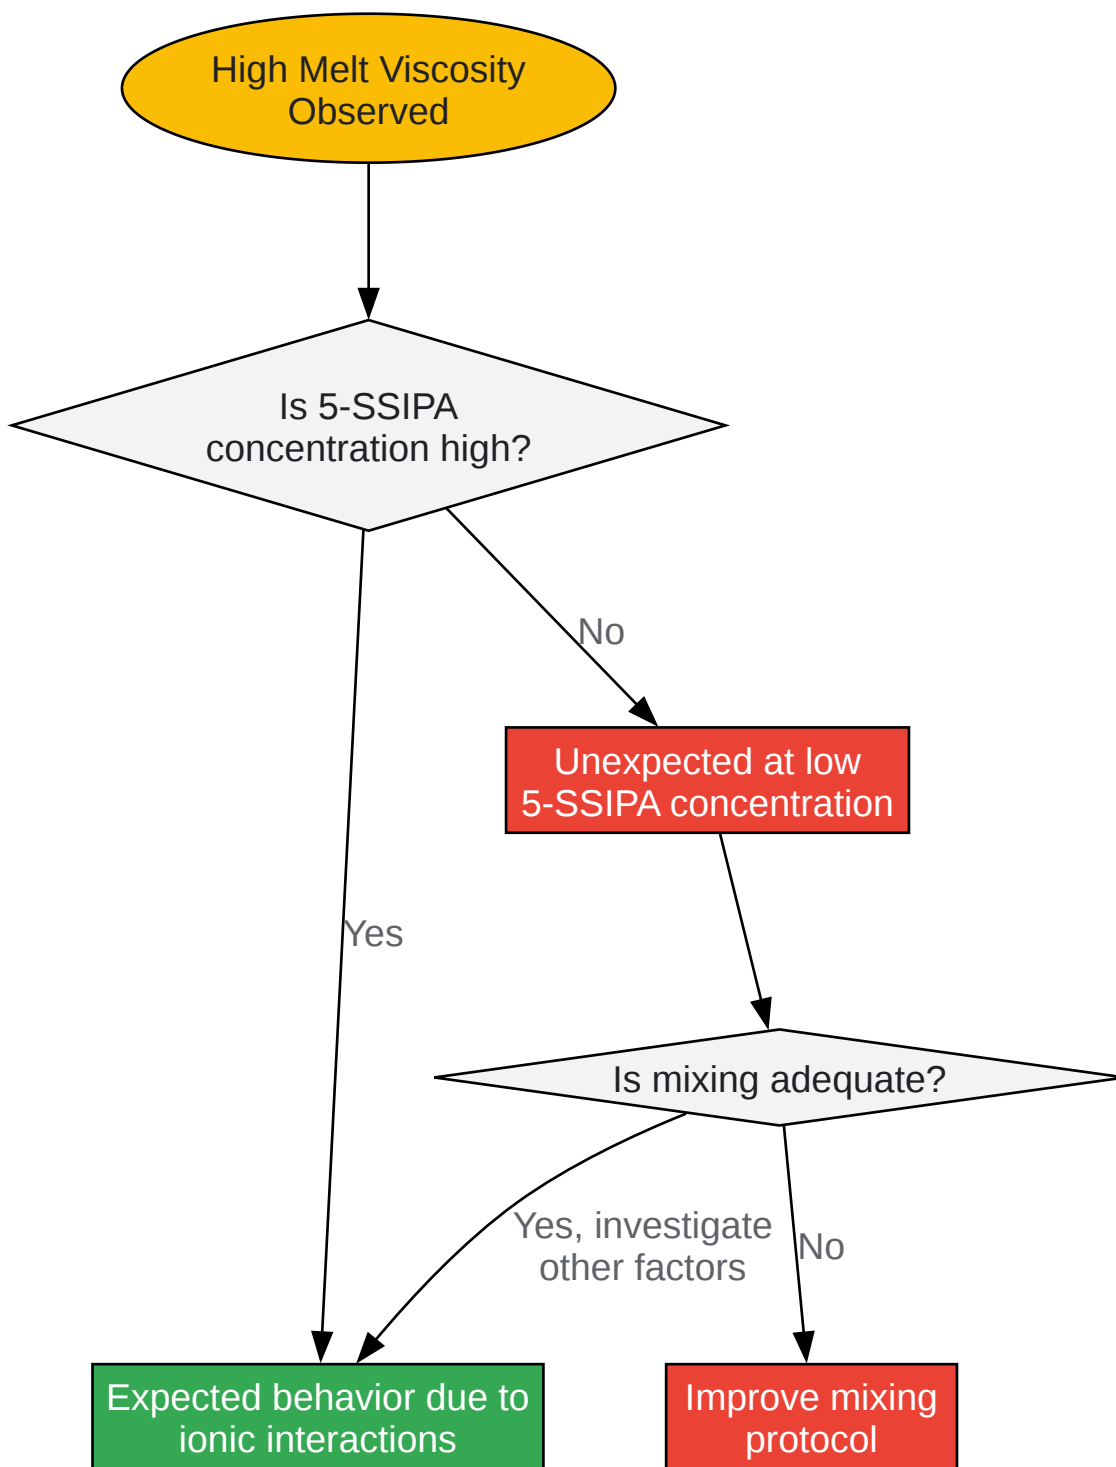 High Melt Viscosity
Observed
Is 5-SSIPA
concentration high?
No
Unexpected at low
5-SSIPA concentration
Yes
Is mixing adequate?
Yes, investigate
other factors
No
Expected behavior due to
ionic interactions
Improve mixing
protocol